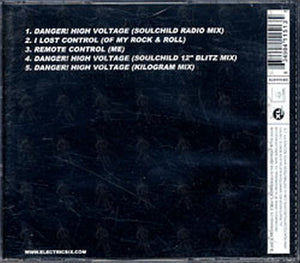 1. DANGER! HIGH VOLTAGE (SOULCHILD RADIO MIX)
2. I LOST CONTROL (OF MY ROCK & ROLL)
3. REMOTE CONTROL (ME)
4. DANGER! HIGH VOLTAGE (SOULCHILD 12" BLITZ MIX)
5. DANGER! HIGH VOLTAGE (KILOGRAM MIX)
WWW.ELECTRICSIX.COM